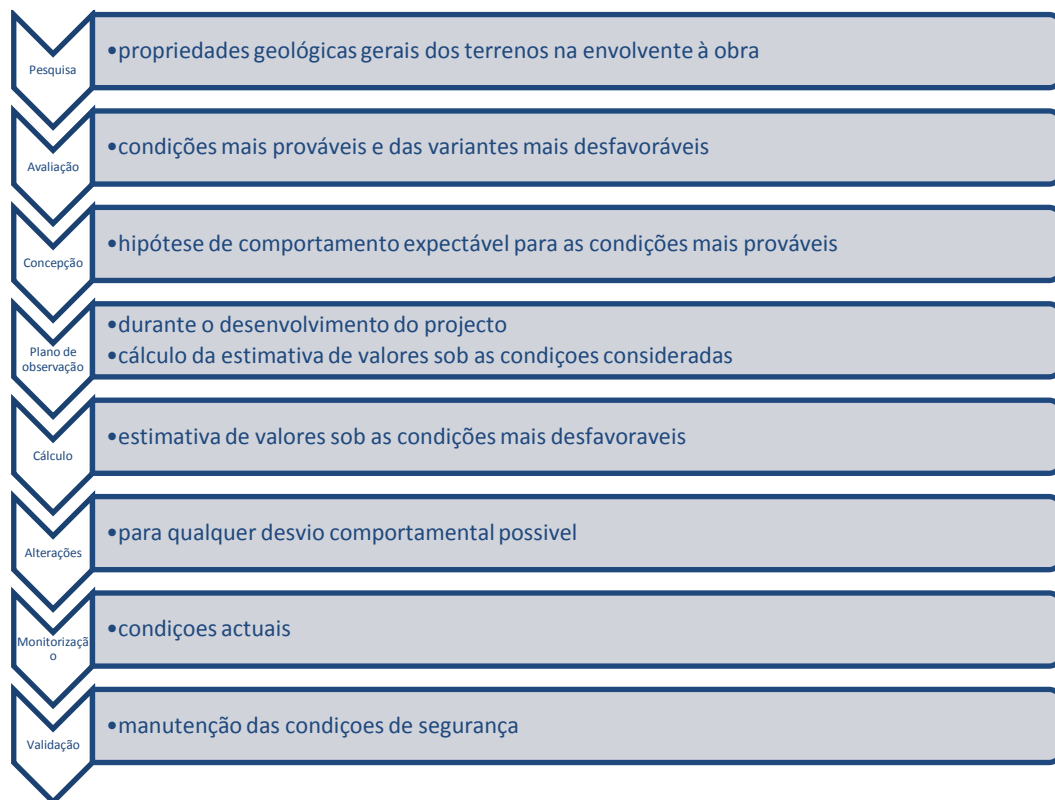 Pesquisa
•propriedades geológicas gerais dos terrenos na envolvente à obra
Avaliação
•condições mais prováveis e das variantes mais desfavoráveis
Concepção
•hipótese de comportamento expectável para as condições mais prováveis
Plano de
observação
•durante o desenvolvimento do projecto
•cálculo da estimativa de valores sob as condiçoes consideradas
Cálculo
•estimativa de valores sob as condições mais desfavoraveis
Alterações
•para qualquer desvio comportamental possivel
Monitorizaçã
o
•condiçoes actuais
Validação
•manutenção das condiçoes de segurança